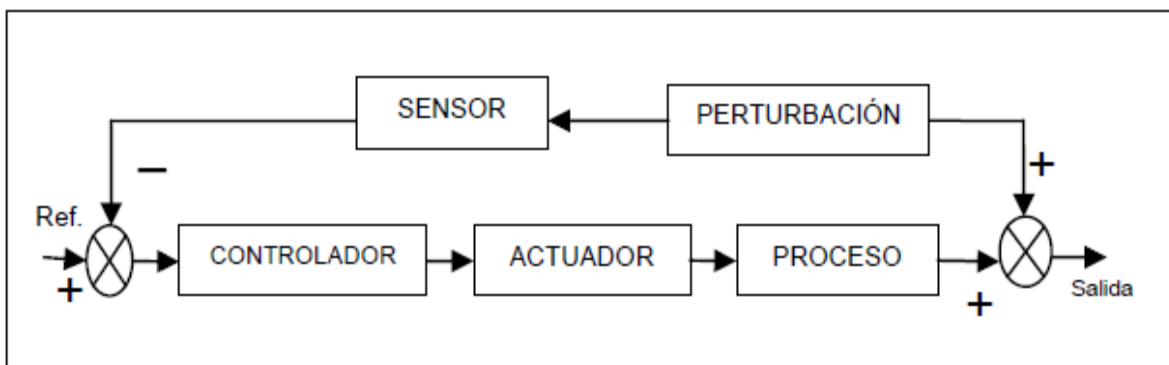 SENSOR
PERTURBACIÓN
−
+
Ref.
+
CONTROLADOR
ACTUADOR
PROCESO
+
Salida